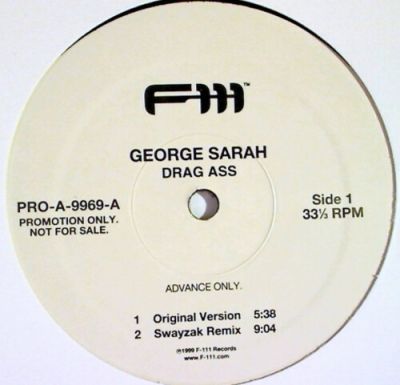 F-111™
GEORGE SARAH
DRAG ASS
PRO-A-9969-A
PROMOTION ONLY.
NOT FOR SALE.
Side 1
33⅓ RPM
ADVANCE ONLY.
1 Original Version 5:38
2 Swayzak Remix 9:04
℗1999 F-111 Records
www.F-111.com